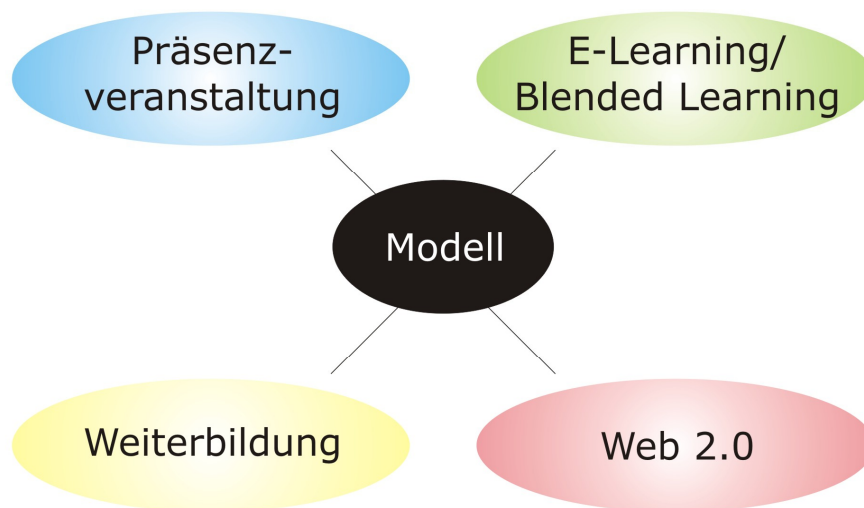 Präsenz-
veranstaltung
E-Learning/
Blended Learning
Modell
Weiterbildung
Web 2.0